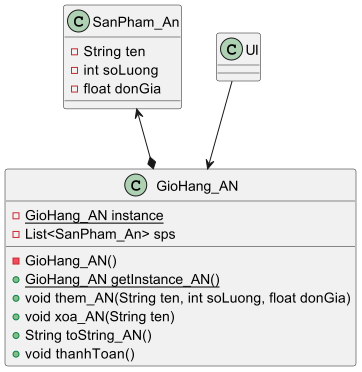 C SanPham_An
String ten
int soLuong
float donGia
C UI
C GioHang_AN
GioHang_AN instance
List<SanPham_An> sps
GioHang_AN()
GioHang_AN getInstance_AN()
void them_AN(String ten, int soLuong, float donGia)
void xoa_AN(String ten)
String toString_AN()
void thanhToan()